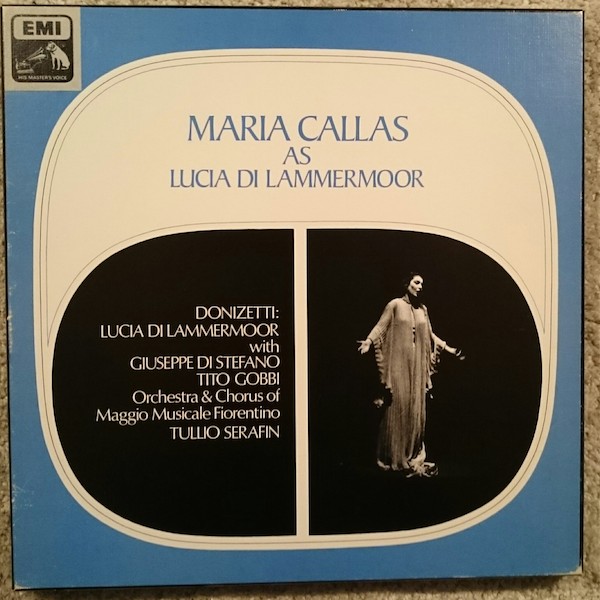 EMI
HIS MASTER'S VOICE
MARIA CALLAS
AS
LUCIA DI LAMMERMOOR
DONIZETTI:
LUCIA DI LAMMERMOOR
with
GIUSEPPE DI STEFANO
TITO GOBBI
Orchestra & Chorus of
Maggio Musicale Fiorentino
TULLIO SERAFIN